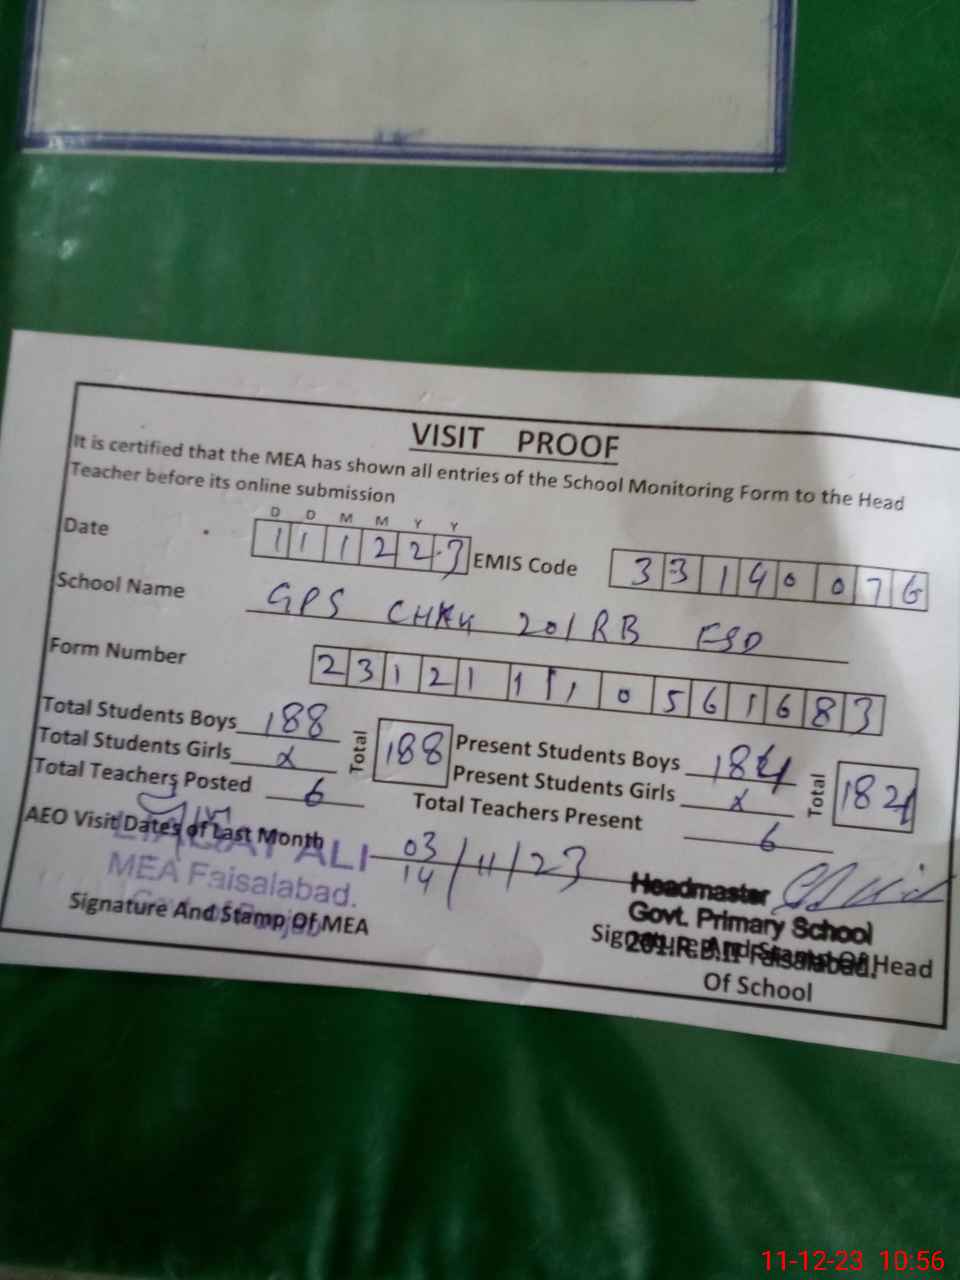 VISIT PROOF
It is certified that the MEA has shown all entries of the School Monitoring Form to the Head
Teacher before its online submission
D D M M Y Y
Date 1 1 1 2 2 3 EMIS Code 3 3 1 4 0 0 7 6
School Name GPS CHAK 201 RB FSD
Form Number 2 3 1 2 1 1 1 1 0 5 6 1 6 8 3
Total Students Boys 188 Total 188 Present Students Boys 184 Total 184
Total Students Girls x Present Students Girls x
Total Teachers Posted 6 Total Teachers Present 6
AEO Visit Dates of Last Month 03/14/11/23
ALI
MEA Faisalabad.
Signature And Stamp Of MEA
Headmaster
Govt. Primary School
201.R.B.II Faisalabad.
Signature And Stamp Of Head
Of School
11-12-23 10:56